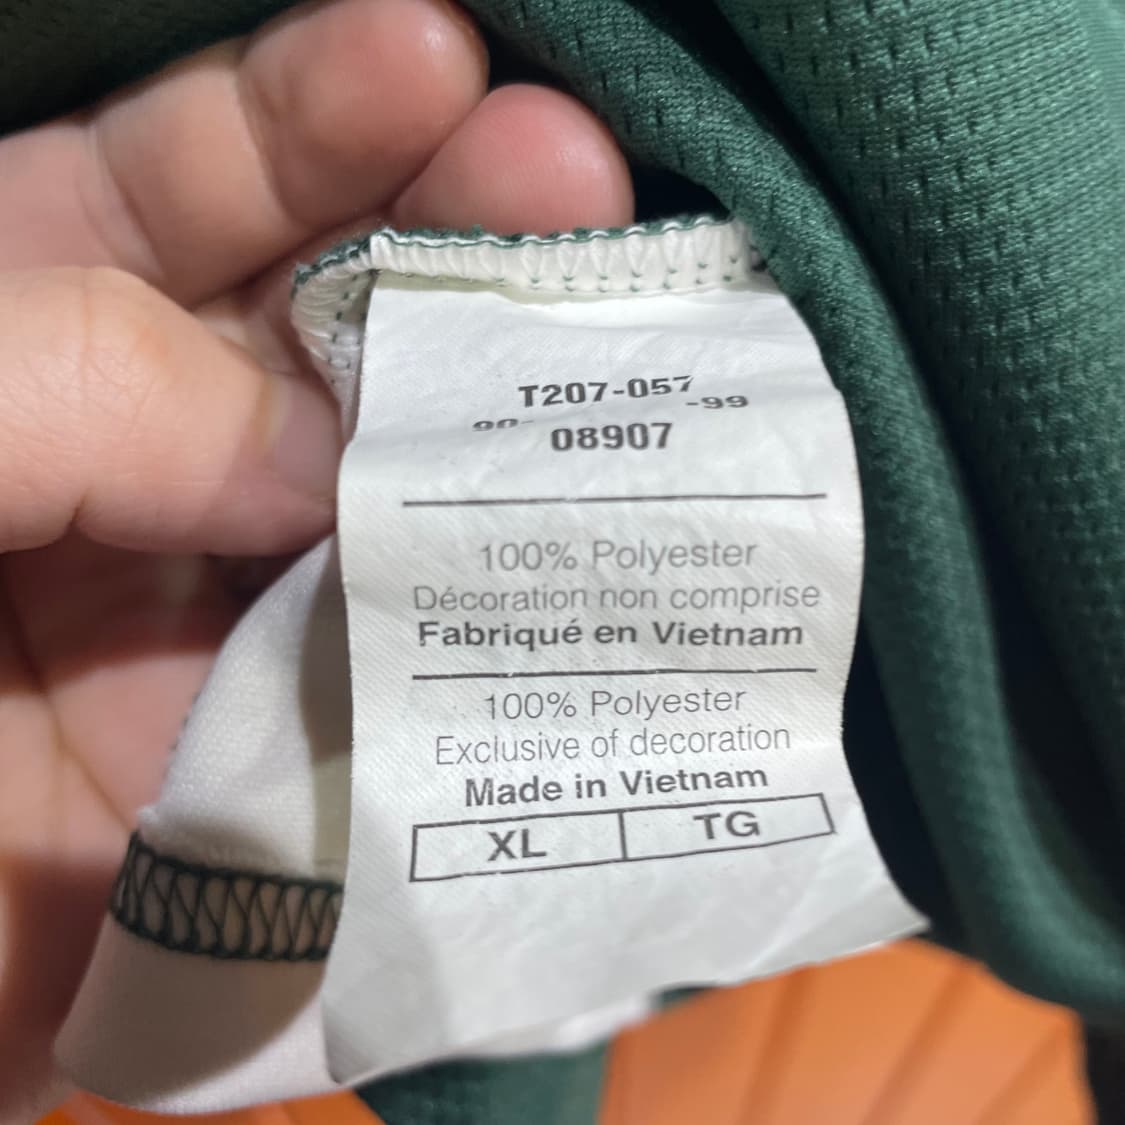 T207-057
-99
08907
100% Polyester
Décoration non comprise
Fabriqué en Vietnam
100% Polyester
Exclusive of decoration
Made in Vietnam
XL TG